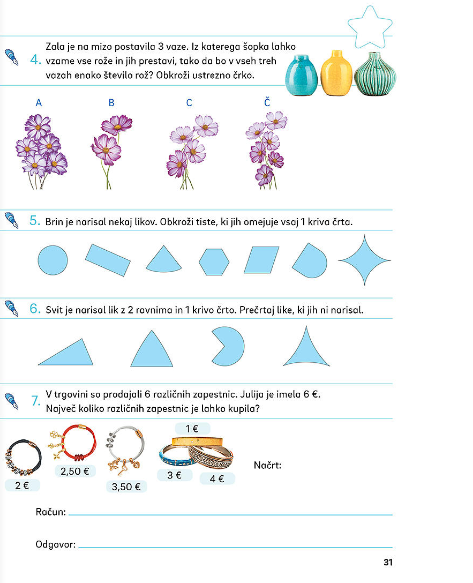 4. Zala je na mizo postavila 3 vaze. Iz katerega šopka lahko
vzame vse rože in jih prestavi, tako da bo v vseh treh
vazah enako število rož? Obkroži ustrezno črko.
A B C Č
5. Brin je narisal nekaj likov. Obkroži tiste, ki jih omejuje vsaj 1 kriva črta.
6. Svit je narisal lik z 2 ravnima in 1 krivo črto. Prečrtaj like, ki jih ni narisal.
7. V trgovini so prodajali 6 različnih zapestnic. Julija je imela 6 €.
Največ koliko različnih zapestnic je lahko kupila?
1 €
2 €
2,50 €
3,50 €
3 €
4 €
Načrt:
Račun:
Odgovor:
31